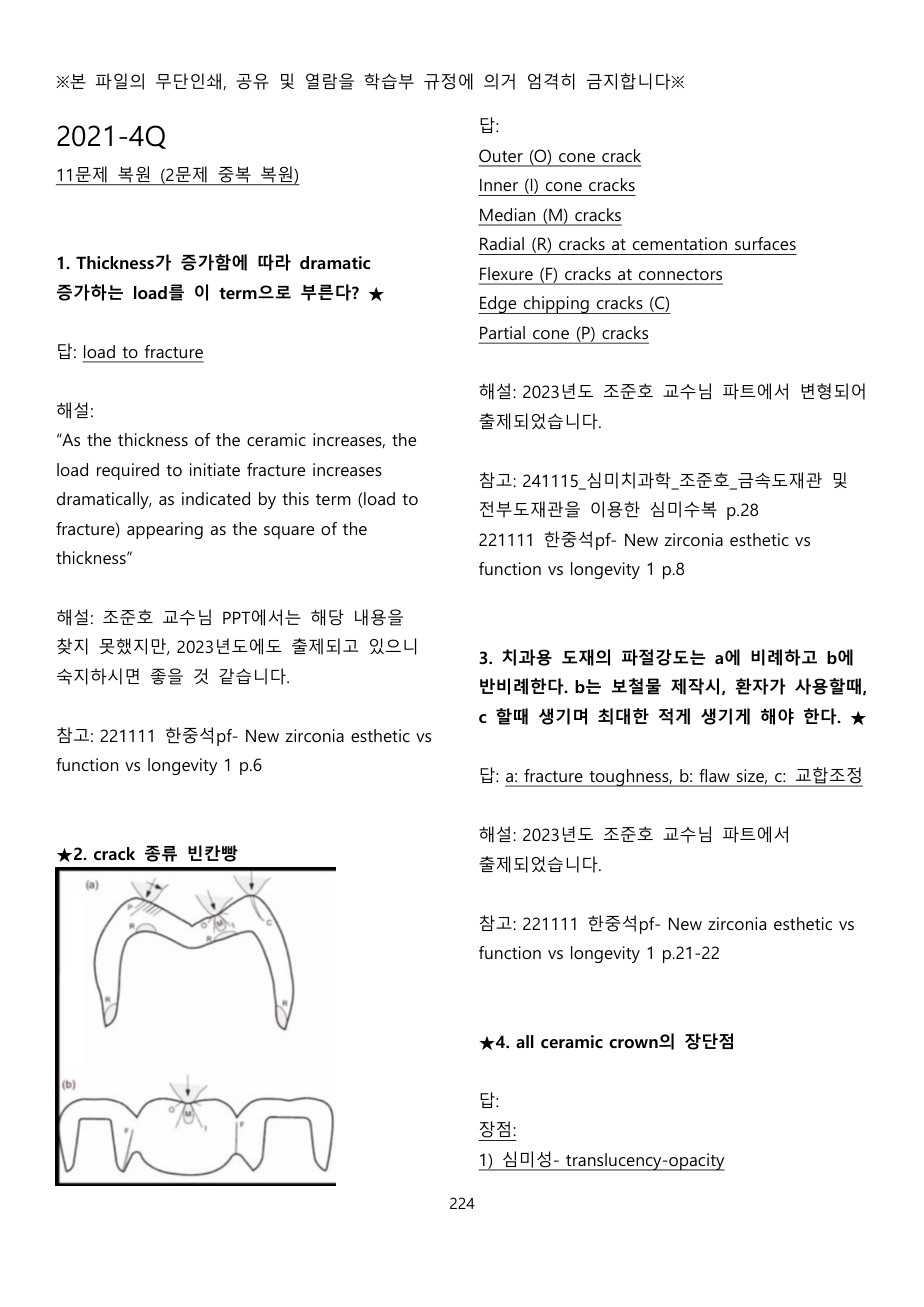 ※본 파일의 무단인쇄, 공유 및 열람을 학습부 규정에 의거 엄격히 금지합니다※
2021-4Q
11문제 복원 (2문제 중복 복원)
1. Thickness가 증가함에 따라 dramatic
증가하는 load를 이 term으로 부른다? ★
답: load to fracture
해설:
“As the thickness of the ceramic increases, the
load required to initiate fracture increases
dramatically, as indicated by this term (load to
fracture) appearing as the square of the
thickness”
해설: 조준호 교수님 PPT에서는 해당 내용을
찾지 못했지만, 2023년도에도 출제되고 있으니
숙지하시면 좋을 것 같습니다.
참고: 221111 한중석pf- New zirconia esthetic vs
function vs longevity 1 p.6
★2. crack 종류 빈칸빵
(a)
P
R
O
M
I
R
C
R
R
(b)
O
M
I
F
F
답:
Outer (O) cone crack
Inner (I) cone cracks
Median (M) cracks
Radial (R) cracks at cementation surfaces
Flexure (F) cracks at connectors
Edge chipping cracks (C)
Partial cone (P) cracks
해설: 2023년도 조준호 교수님 파트에서 변형되어
출제되었습니다.
참고: 241115_심미치과학_조준호_금속도재관 및
전부도재관을 이용한 심미수복 p.28
221111 한중석pf- New zirconia esthetic vs
function vs longevity 1 p.8
3. 치과용 도재의 파절강도는 a에 비례하고 b에
반비례한다. b는 보철물 제작시, 환자가 사용할때,
c 할때 생기며 최대한 적게 생기게 해야 한다. ★
답: a: fracture toughness, b: flaw size, c: 교합조정
해설: 2023년도 조준호 교수님 파트에서
출제되었습니다.
참고: 221111 한중석pf- New zirconia esthetic vs
function vs longevity 1 p.21-22
★4. all ceramic crown의 장단점
답:
장점:
1) 심미성- translucency-opacity
224